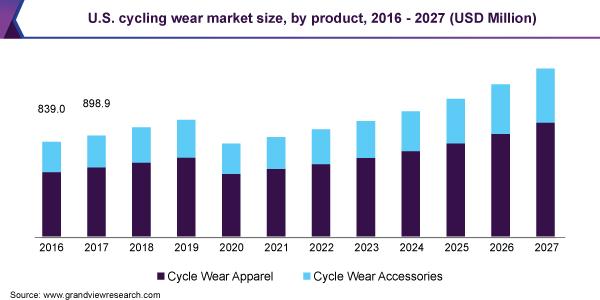 U.S. cycling wear market size, by product, 2016 - 2027 (USD Million)
839.0
898.9
2016 2017 2018 2019 2020 2021 2022 2023 2024 2025 2026 2027
Cycle Wear Apparel Cycle Wear Accessories
Source: www.grandviewresearch.com